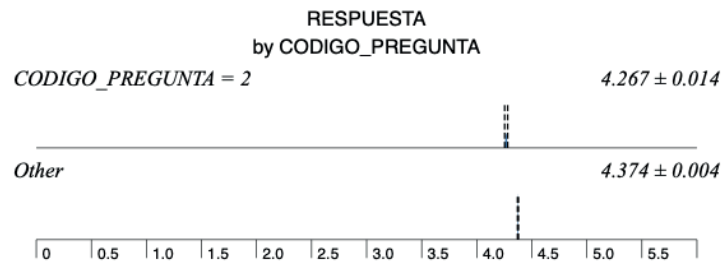 RESPUESTA
by CODIGO_PREGUNTA
CODIGO_PREGUNTA = 2 4.267 ± 0.014
Other 4.374 ± 0.004
0 0.5 1.0 1.5 2.0 2.5 3.0 3.5 4.0 4.5 5.0 5.5